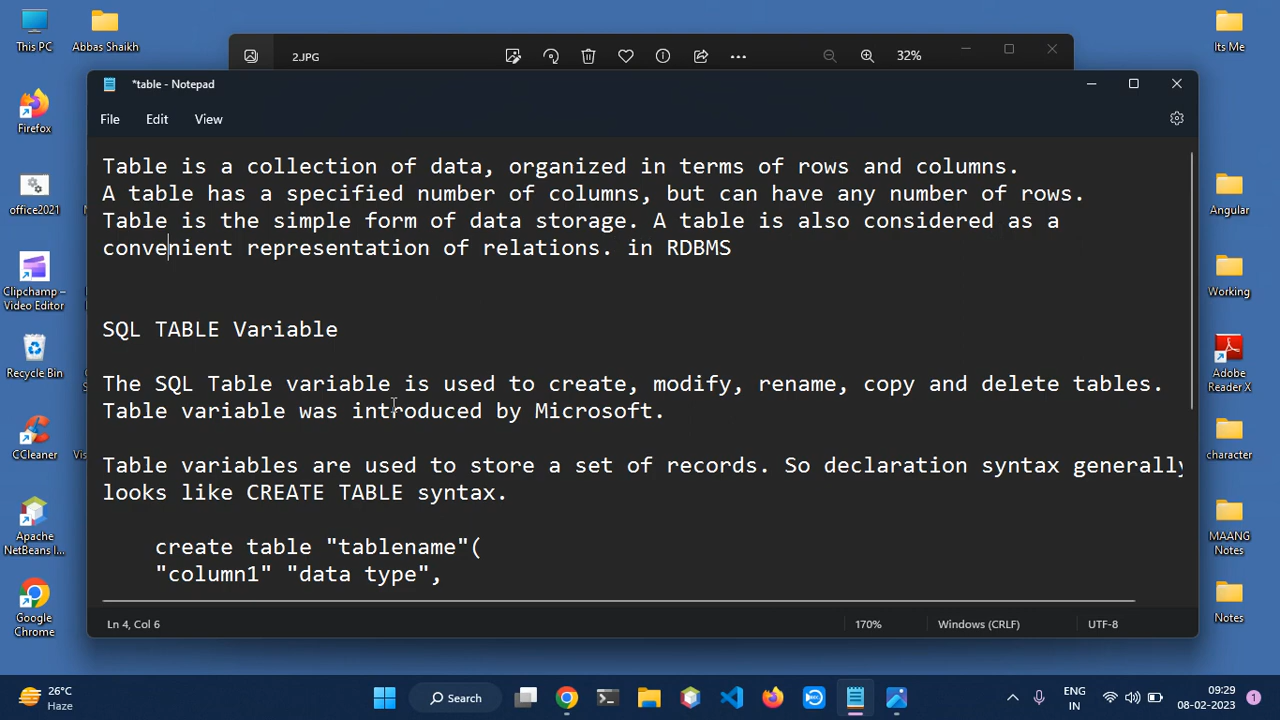 This PC
Abbas Shaikh
Its Me
2.JPG
32%
*table - Notepad
File
Edit
View
Firefox
office2021
Clipchamp –
Video Editor
Recycle Bin
CCleaner
Apache
NetBeans I...
Google
Chrome
Angular
Working
Adobe
Reader X
character
MAANG
Notes
Notes
Table is a collection of data, organized in terms of rows and columns.
A table has a specified number of columns, but can have any number of rows.
Table is the simple form of data storage. A table is also considered as a
convenient representation of relations. in RDBMS
SQL TABLE Variable
The SQL Table variable is used to create, modify, rename, copy and delete tables.
Table variable was introduced by Microsoft.
Table variables are used to store a set of records. So declaration syntax generally
looks like CREATE TABLE syntax.
create table "tablename"(
"column1" "data type",
Ln 4, Col 6
170%
Windows (CRLF)
UTF-8
26°C
Haze
Search
ENG
IN
09:29
08-02-2023
1